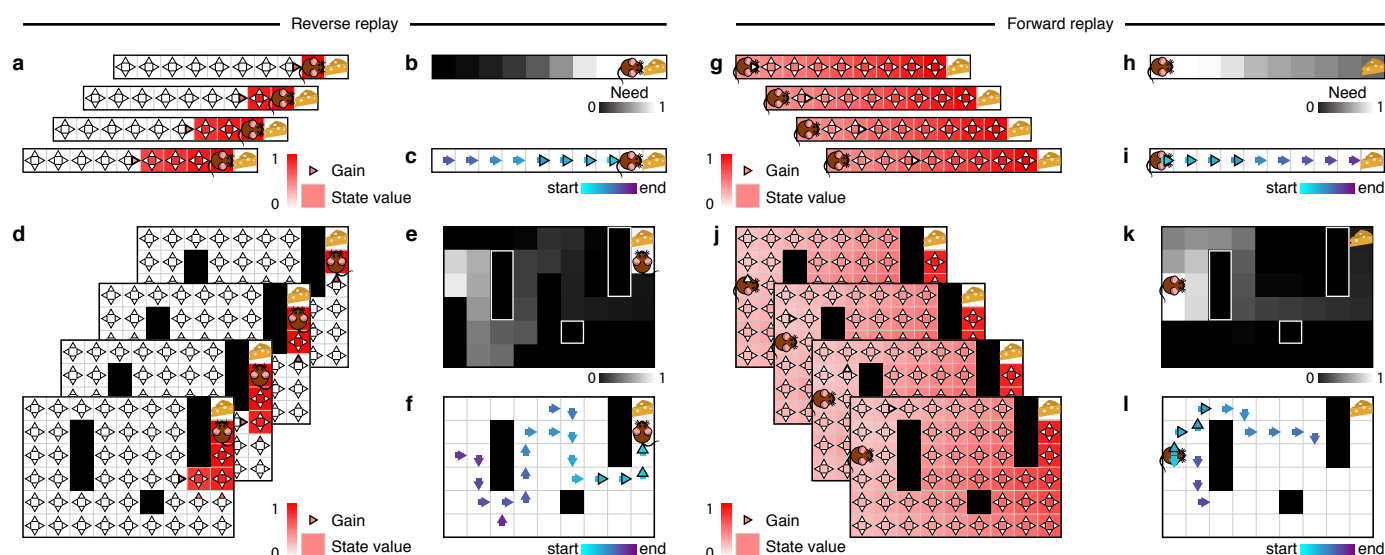 Reverse replay
Forward replay
a
b
g
h
Need
0 1
Need
0 1
c
i
1
0
Gain
State value
start end
1
0
Gain
State value
start end
d
e
j
k
0 1
0 1
f
l
1
0
Gain
State value
start end
1
0
Gain
State value
start end